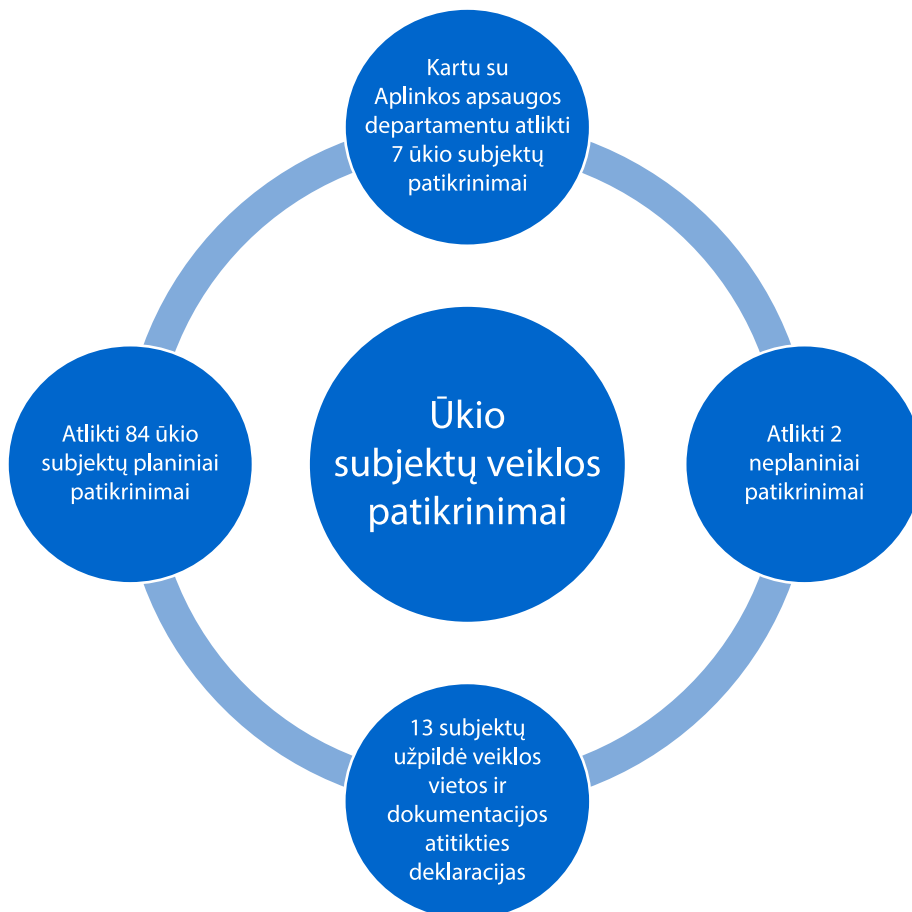 Kartu su
Aplinkos apsaugos
departamentu atlikti
7 ūkio subjektų
patikrinimai
Atlikti 84 ūkio
subjektų planiniai
patikrinimai
Ūkio
subjektų veiklos
patikrinimai
Atlikti 2
neplaniniai
patikrinimai
13 subjektų
užpildė veiklos
vietos ir
dokumentacijos
atitikties
deklaracijas